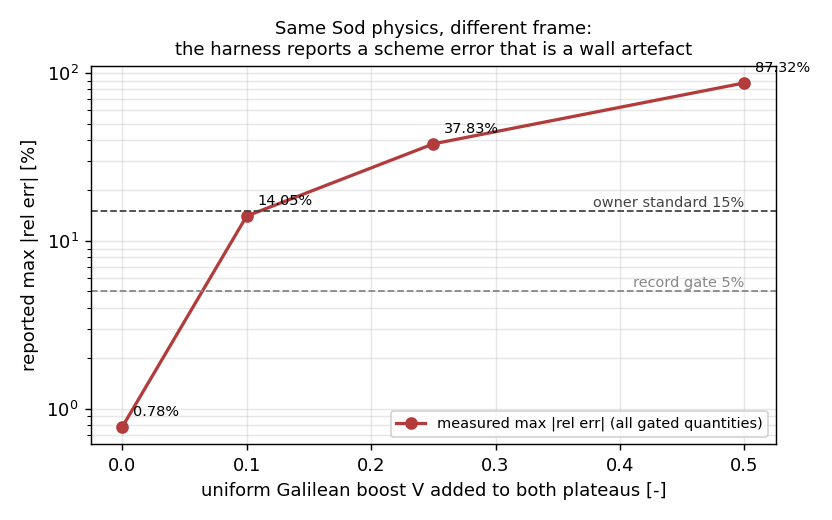 Same Sod physics, different frame:
the harness reports a scheme error that is a wall artefact
reported max |rel err| [%]
10²
10¹
10⁰
87.32%
37.83%
14.05%
0.78%
owner standard 15%
record gate 5%
measured max |rel err| (all gated quantities)
0.0 0.1 0.2 0.3 0.4 0.5
uniform Galilean boost V added to both plateaus [-]